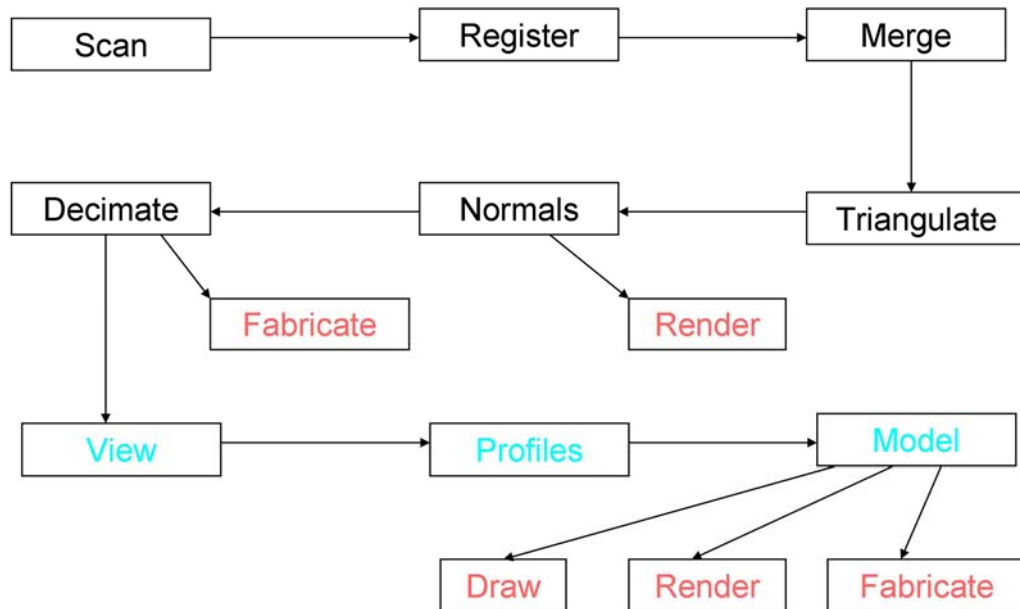 Scan
Register
Merge
Decimate
Normals
Triangulate
Fabricate
Render
View
Profiles
Model
Draw
Render
Fabricate